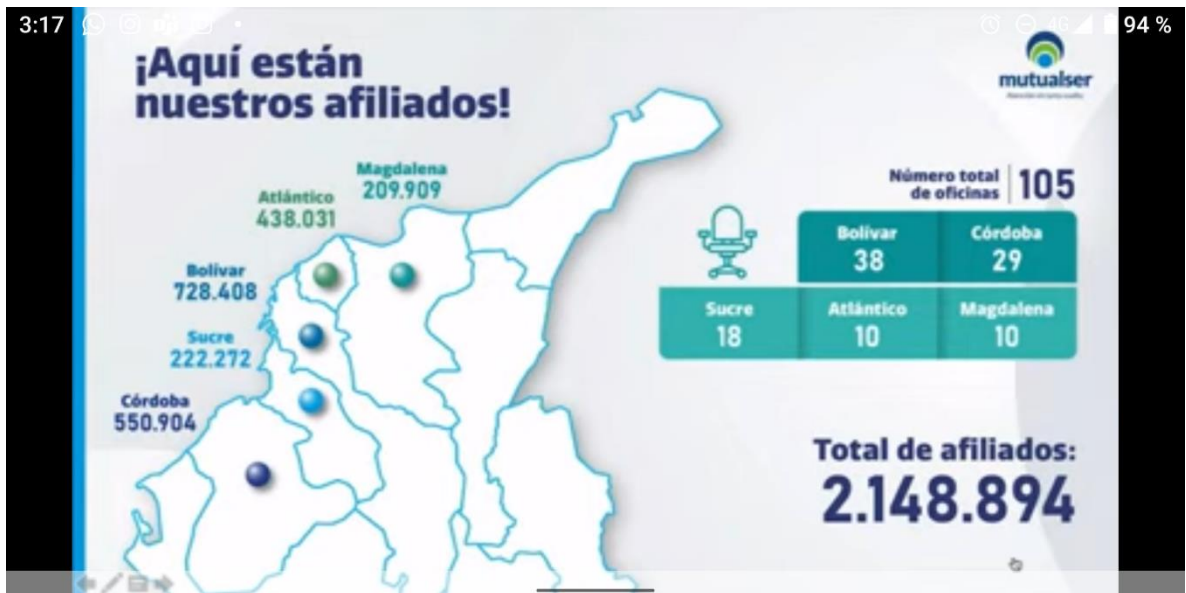 3:17
4G
94 %
¡Aquí están
nuestros afiliados!
mutualser
Magdalena
209.909
Atlántico
438.031
Bolívar
728.408
Sucre
222.272
Córdoba
550.904
Número total
de oficinas
105
Bolívar
38
Córdoba
29
Sucre
18
Atlántico
10
Magdalena
10
Total de afiliados:
2.148.894